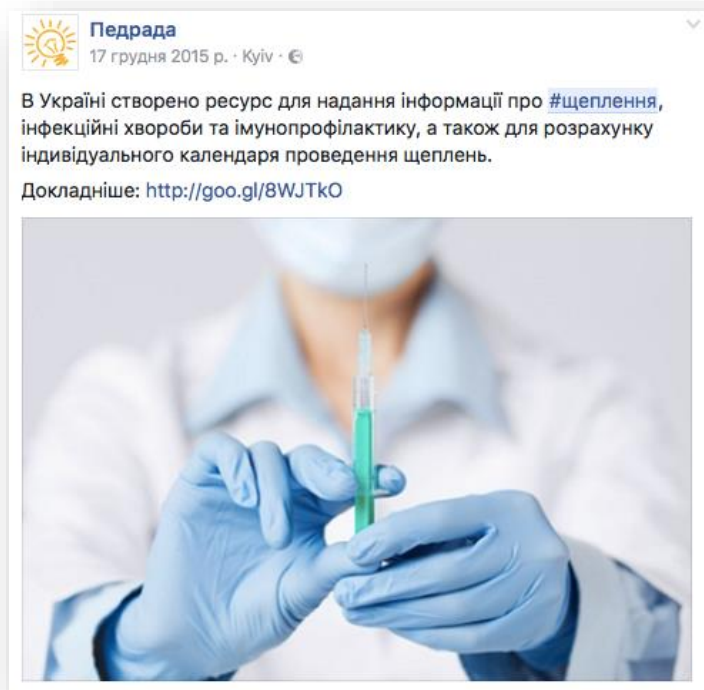 Педрада
17 грудня 2015 р. · Kyiv ·
В Україні створено ресурс для надання інформації про #щеплення,
інфекційні хвороби та імунопрофілактику, а також для розрахунку
індивідуального календаря проведення щеплень.
Докладніше: http://goo.gl/8WJTkO